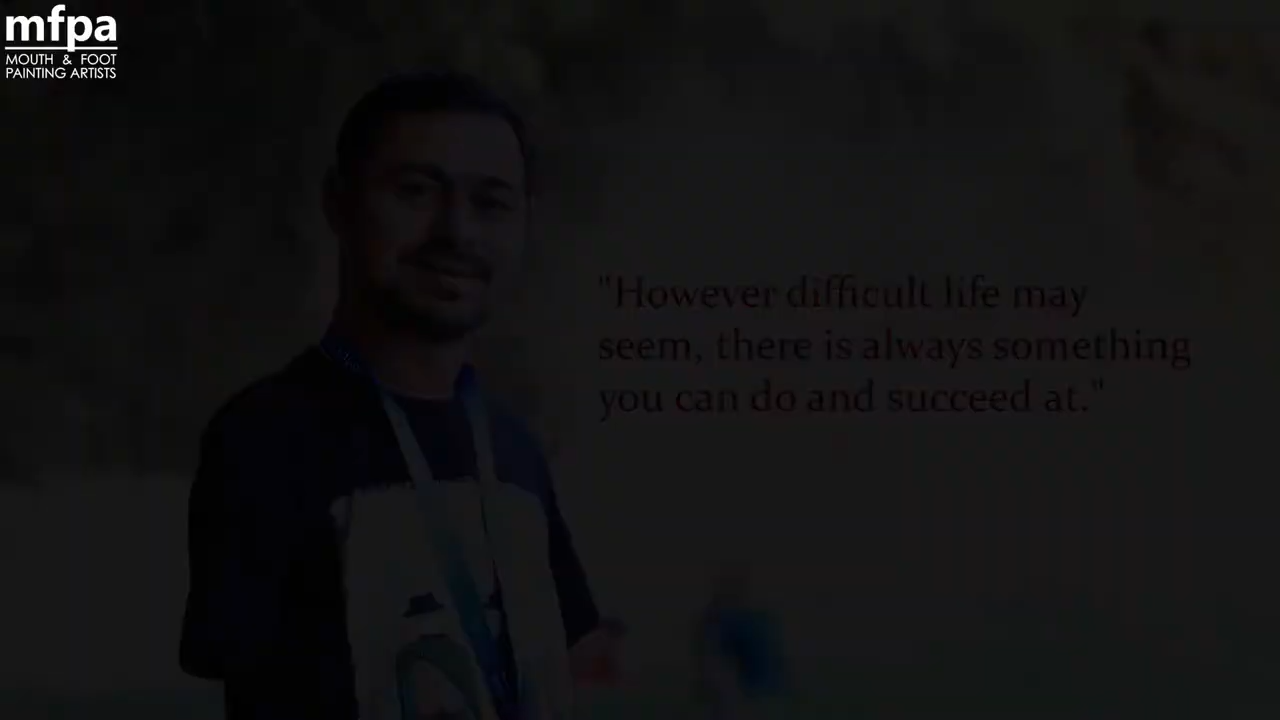 mfpa
MOUTH & FOOT
PAINTING ARTISTS
"However difficult life may
seem, there is always something
you can do and succeed at."